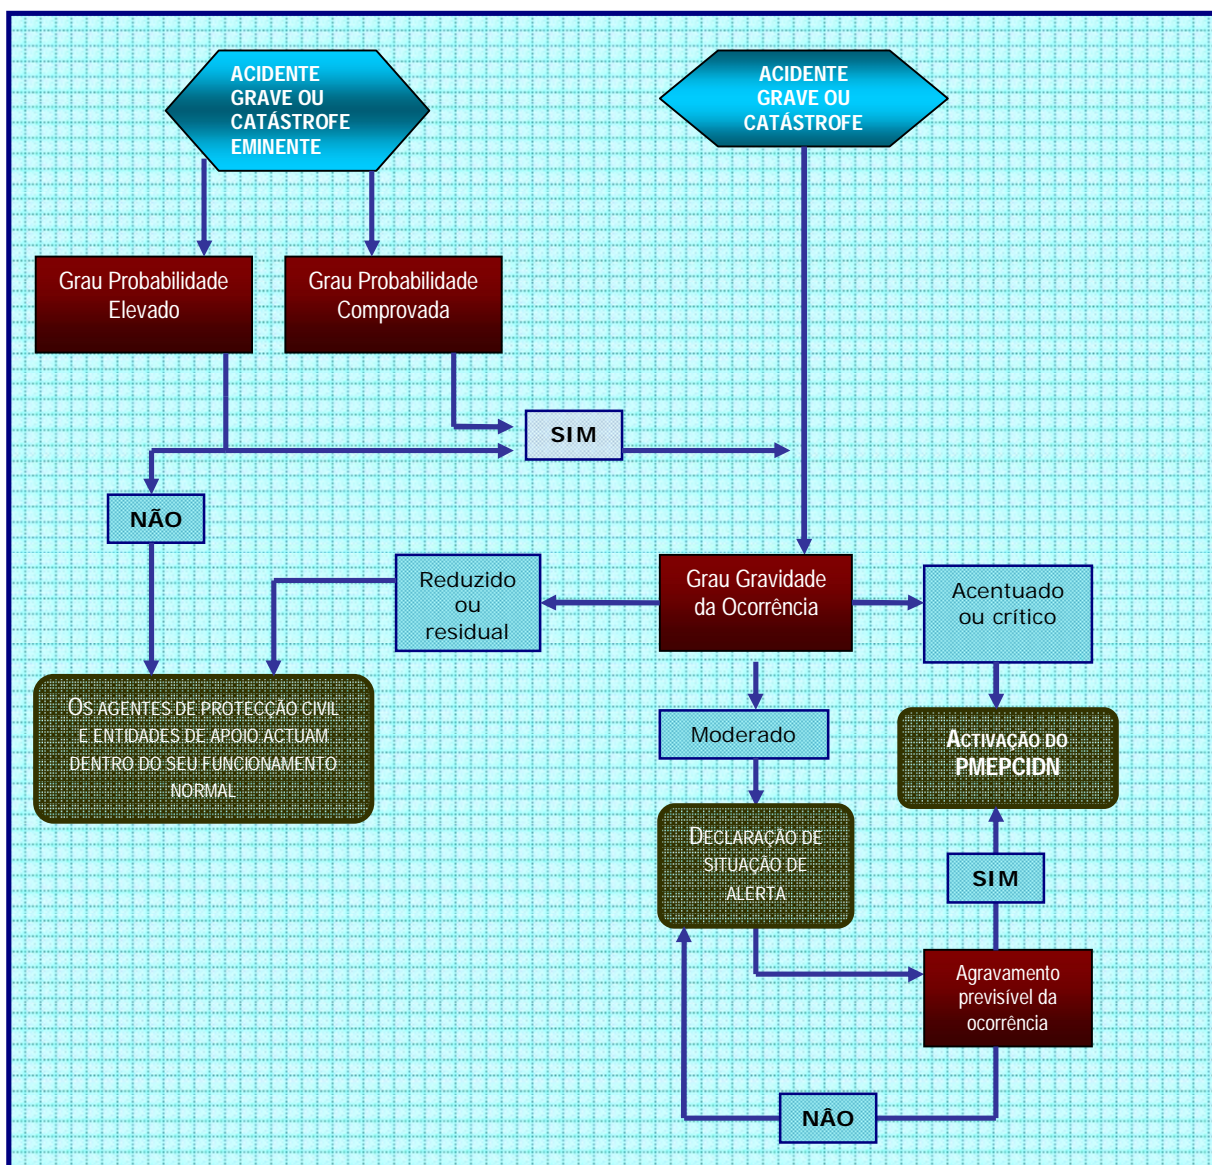 ACIDENTE
GRAVE OU
CATÁSTROFE
EMINENTE
ACIDENTE
GRAVE OU
CATÁSTROFE
Grau Probabilidade
Elevado
Grau Probabilidade
Comprovada
SIM
NÃO
Reduzido
ou
residual
Grau Gravidade
da Ocorrência
Acentuado
ou crítico
OS AGENTES DE PROTECÇÃO CIVIL
E ENTIDADES DE APOIO ACTUAM
DENTRO DO SEU FUNCIONAMENTO
NORMAL
Moderado
ACTIVAÇÃO DO
PMEPCIDN
DECLARAÇÃO DE
SITUAÇÃO DE
ALERTA
SIM
Agravamento
previsível da
ocorrência
NÂO